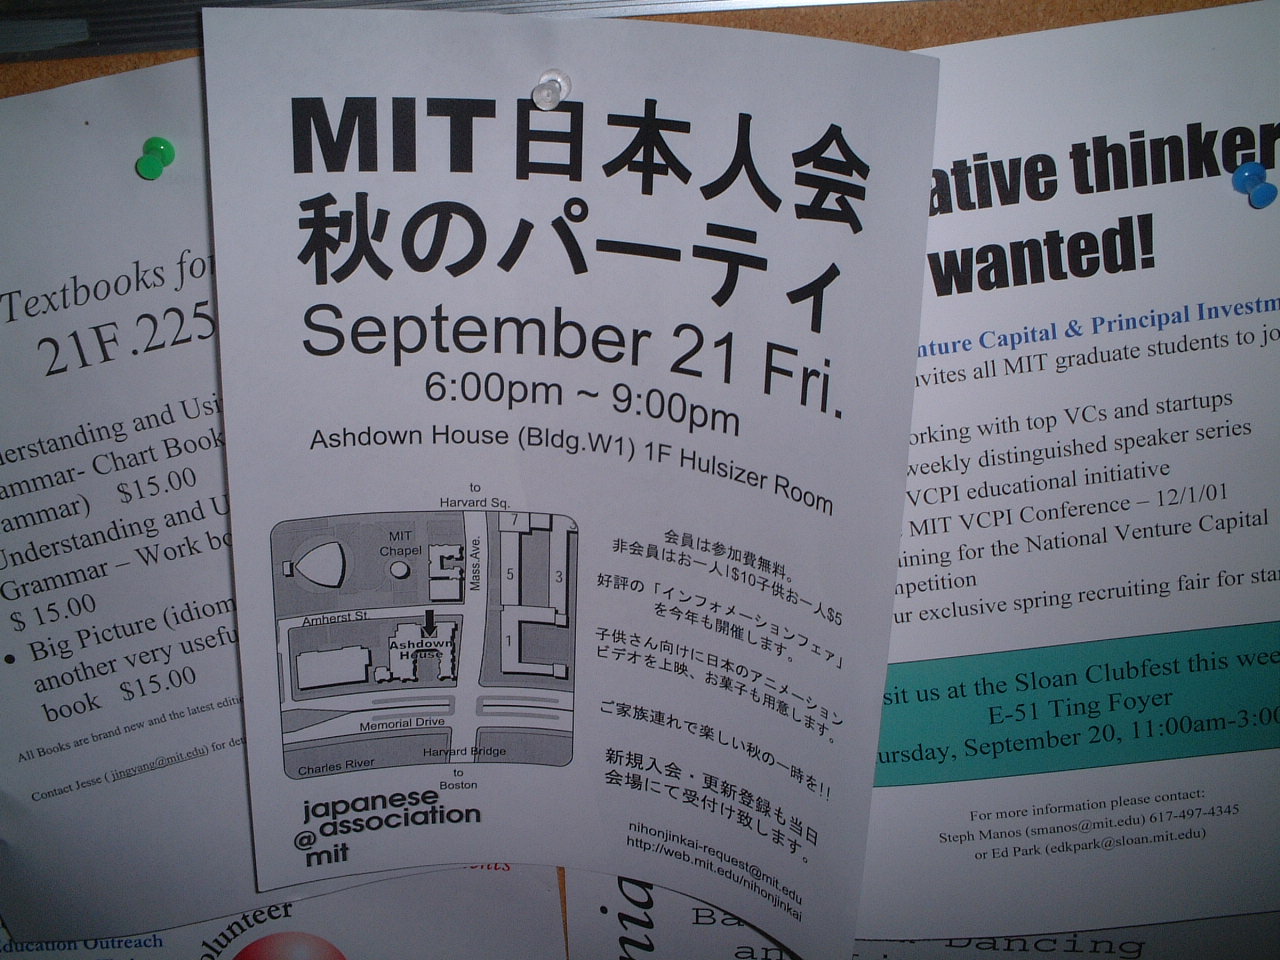 Textbooks for
21F.225
erstanding and Usi
ammar- Chart Book
ammar) $15.00
Understanding and U
Grammar – Work bo
$ 15.00
• Big Picture (idiom
another very usefu
book $15.00
All Books are brand new and the latest editi
Contact Jesse ( jingyang@mit.edu) for det
MIT日本人会
秋のパーティ
September 21 Fri.
6:00pm ~ 9:00pm
Ashdown House (Bldg.W1) 1F Hulsizer Room
to
Harvard Sq.
MIT
Chapel
Mass.Ave.
7
5
3
1
Amherst St.
Ashdown
House
Memorial Drive
Harvard Bridge
Charles River
to
Boston
japanese
@association
mit
会員は参加費無料。
非会員はお一人$10子供お一人$5
好評の「インフォメーションフェア」
を今年も開催します。
子供さん向けに日本のアニメーション
ビデオを上映、お菓子も用意します。
ご家族連れで楽しい秋の一時を!!
新規入会・更新登録も当日
会場にて受付け致します。
nihonjinkai-request@mit.edu
http://web.mit.edu/nihonjinkai
ative thinker
wanted!
nture Capital & Principal Investm
nvites all MIT graduate students to jo
orking with top VCs and startups
weekly distinguished speaker series
VCPI educational initiative
MIT VCPI Conference – 12/1/01
ining for the National Venture Capital
mpetition
ur exclusive spring recruiting fair for star
sit us at the Sloan Clubfest this wee
E-51 Ting Foyer
ursday, September 20, 11:00am-3:00
For more information please contact:
Steph Manos (smanos@mit.edu) 617-497-4345
or Ed Park (edkpark@sloan.mit.edu)
Education Outreach
olunteer
nts
nia
Ba
an
Dancing